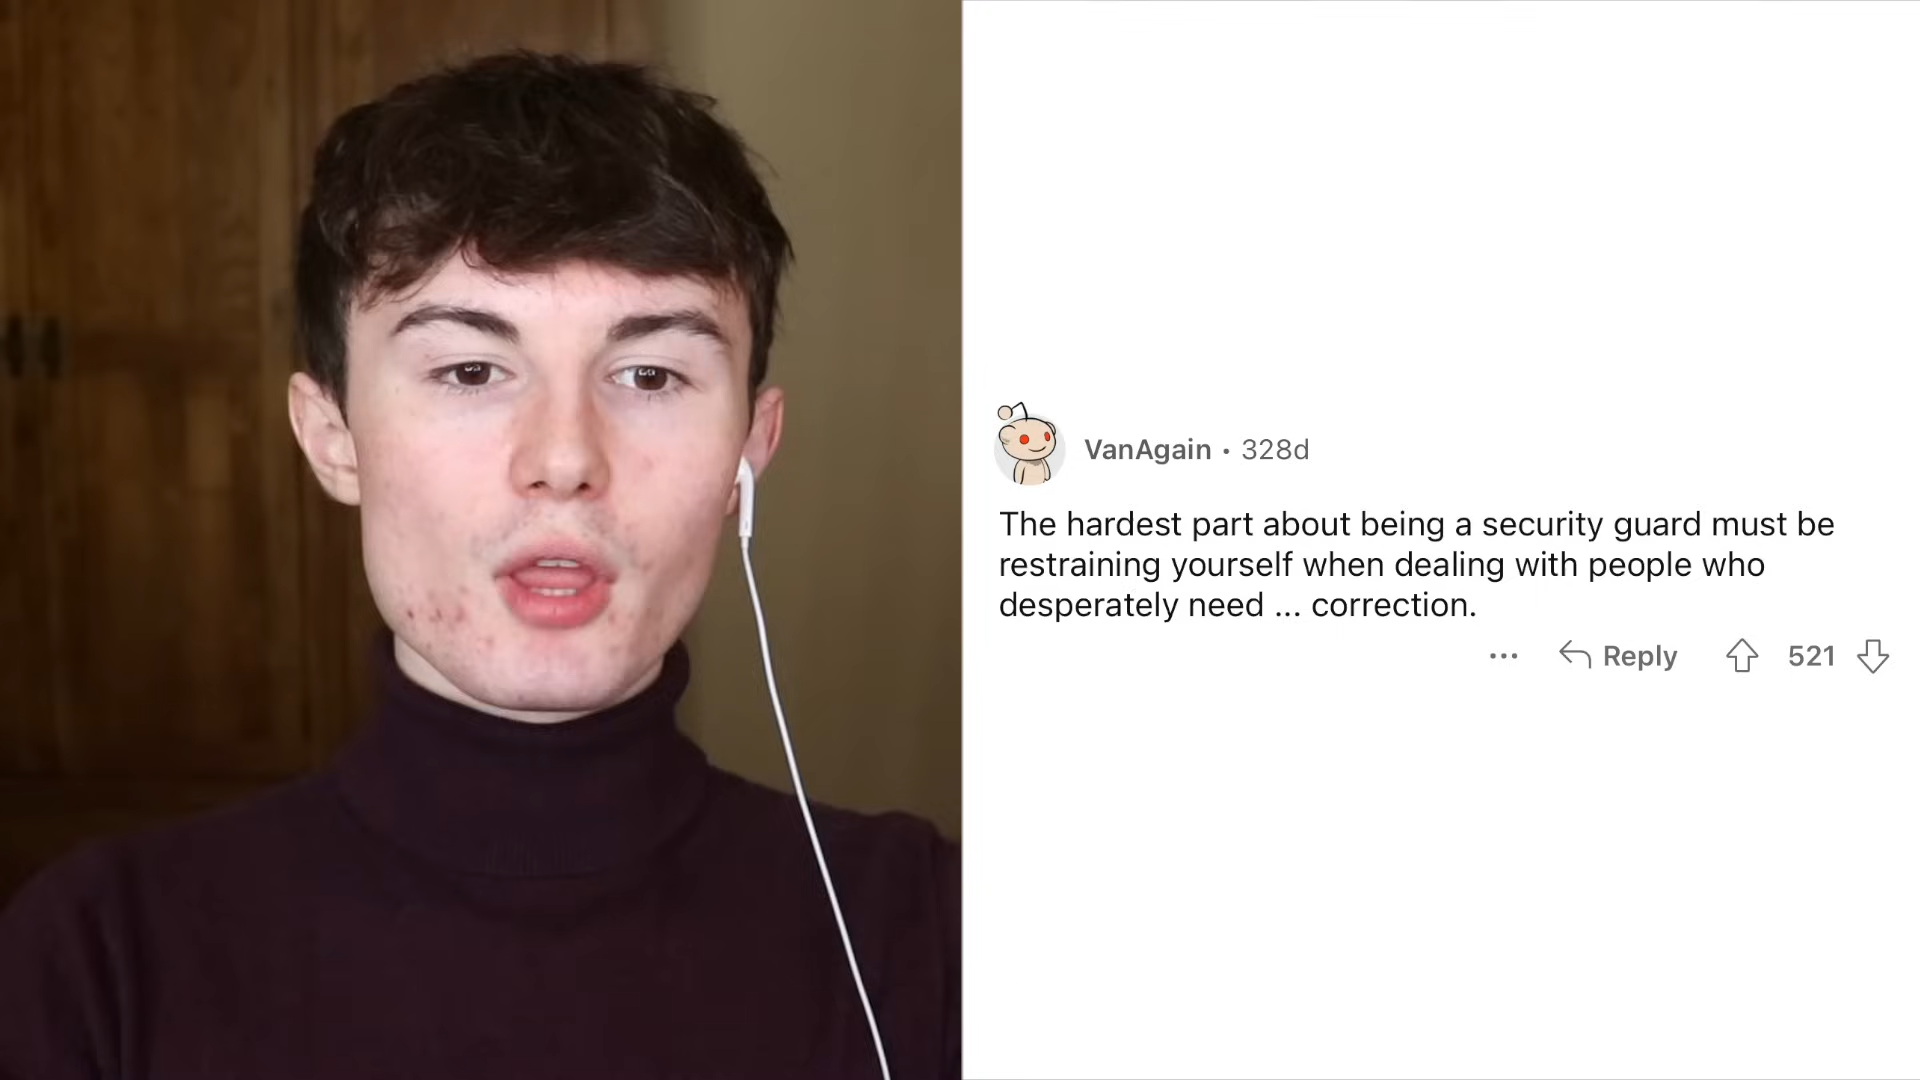 VanAgain • 328d
The hardest part about being a security guard must be
restraining yourself when dealing with people who
desperately need ... correction.
... Reply 521